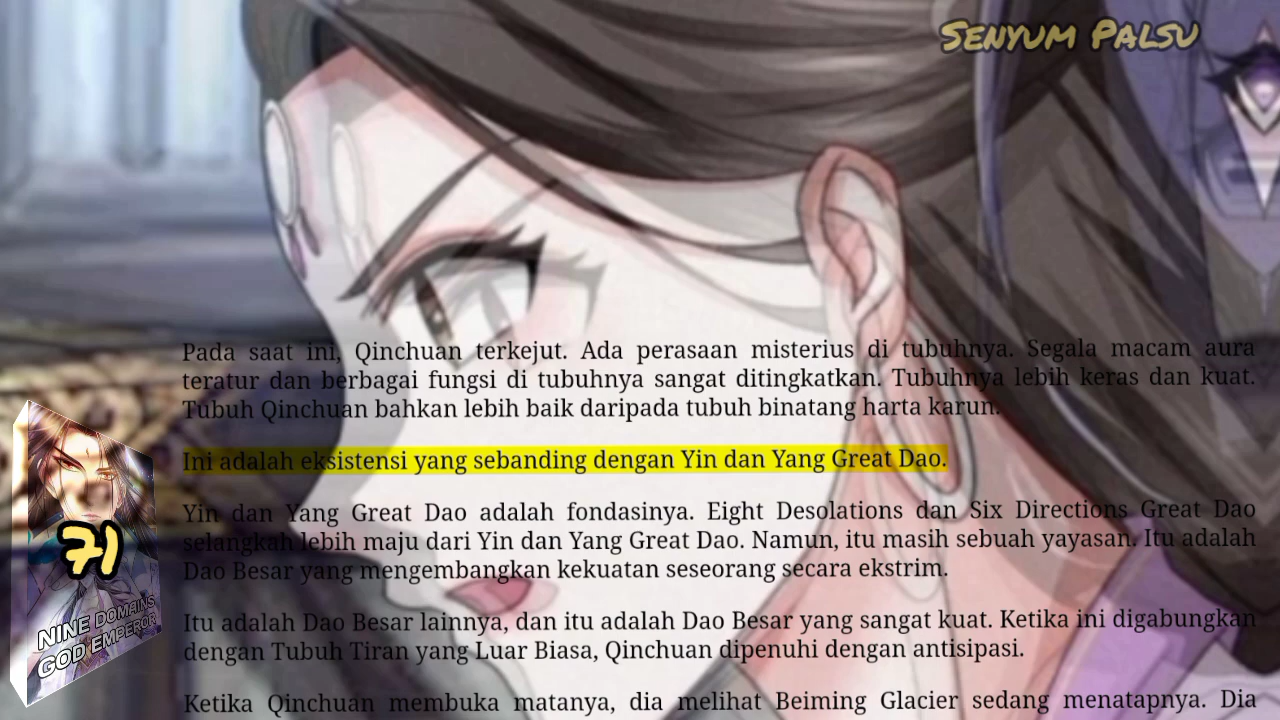 SENYUM PALSU
Pada saat ini, Qinchuan terkejut. Ada perasaan misterius di tubuhnya. Segala macam aura
teratur dan berbagai fungsi di tubuhnya sangat ditingkatkan. Tubuhnya lebih keras dan kuat.
Tubuh Qinchuan bahkan lebih baik daripada tubuh binatang harta karun.
Ini adalah eksistensi yang sebanding dengan Yin dan Yang Great Dao.
Yin dan Yang Great Dao adalah fondasinya. Eight Desolations dan Six Directions Great Dao
selangkah lebih maju dari Yin dan Yang Great Dao. Namun, itu masih sebuah yayasan. Itu adalah
Dao Besar yang mengembangkan kekuatan seseorang secara ekstrim.
Itu adalah Dao Besar lainnya, dan itu adalah Dao Besar yang sangat kuat. Ketika ini digabungkan
dengan Tubuh Tiran yang Luar Biasa, Qinchuan dipenuhi dengan antisipasi.
Ketika Qinchuan membuka matanya, dia melihat Beiming Glacier sedang menatapnya. Dia
71
NINE DOMAINS
GOD EMPEROR